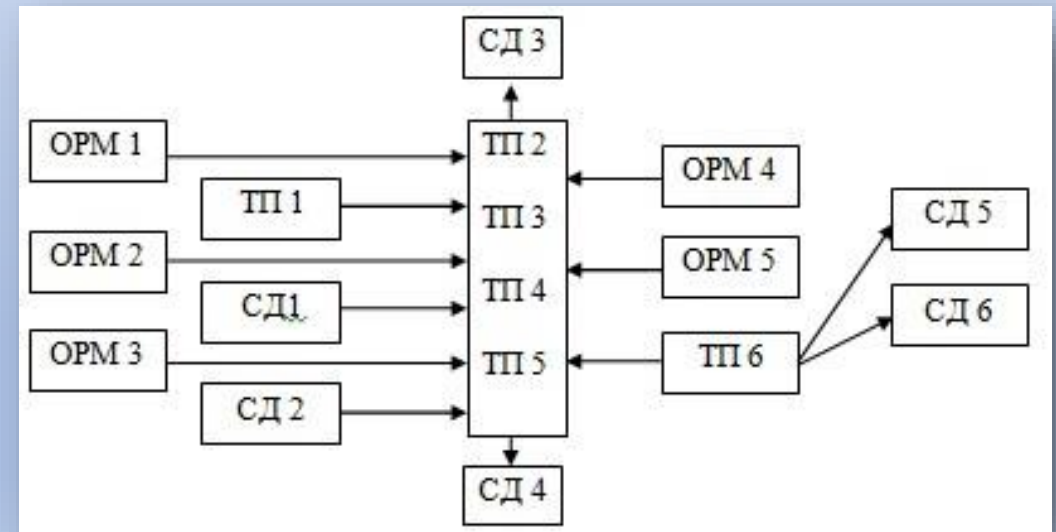 СД 3
ОРМ 1
ТП 2
ОРМ 4
ТП 1
ТП 3
СД 5
ОРМ 2
ОРМ 5
СД1
ТП 4
СД 6
ОРМ 3
ТП 5
ТП 6
СД 2
СД 4